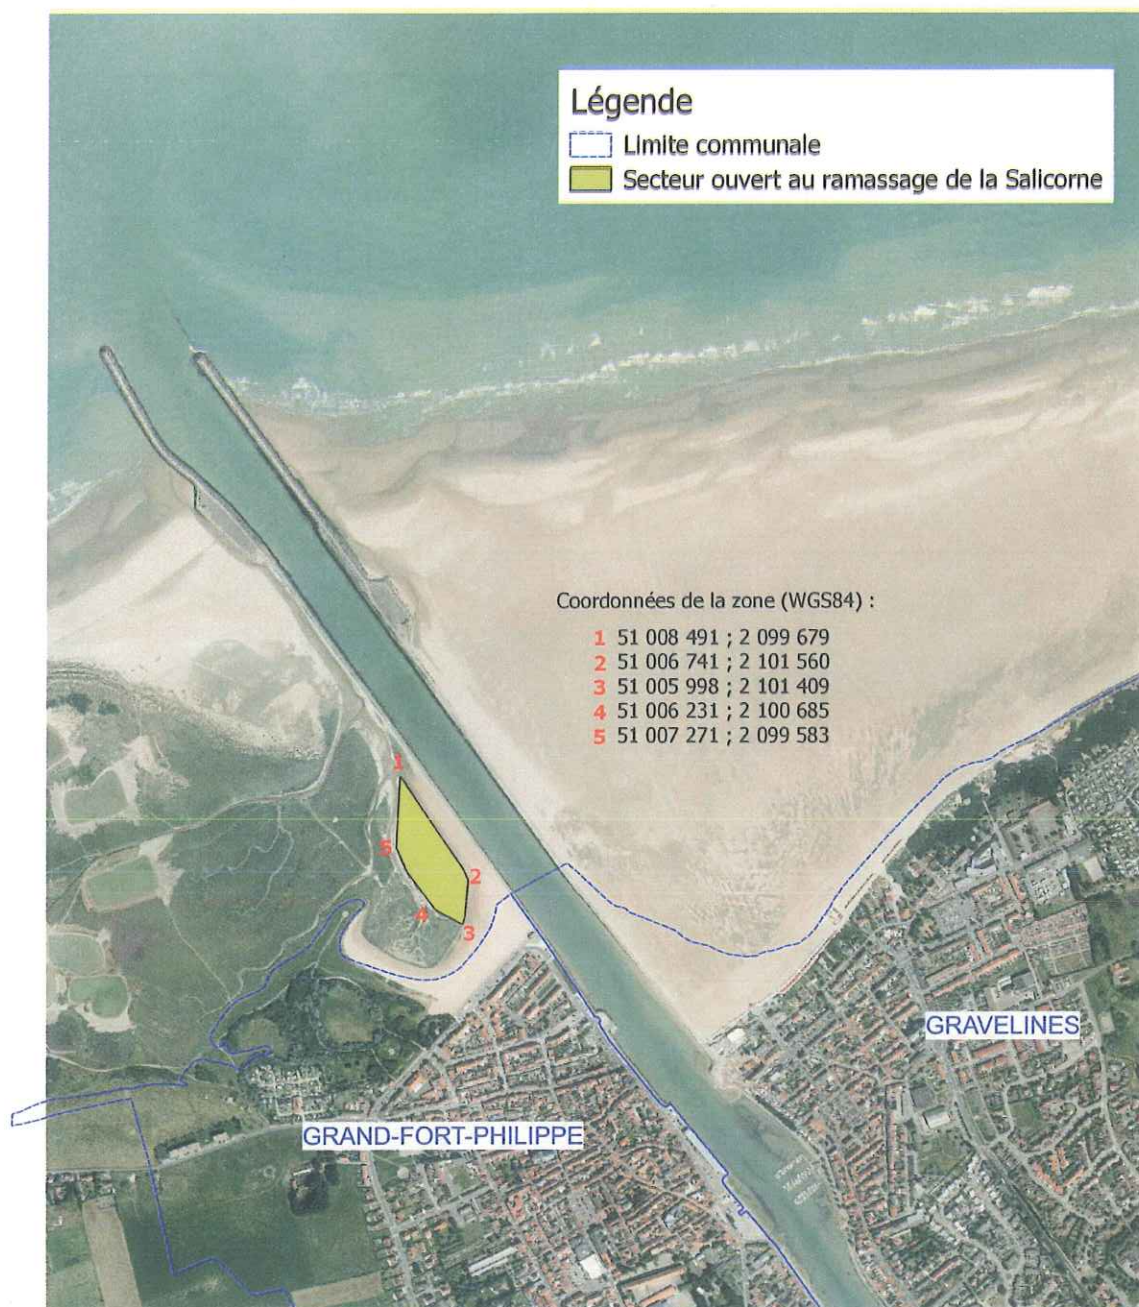 Légende
Limite communale
Secteur ouvert au ramassage de la Salicorne
Coordonnées de la zone (WGS84) :
1 51 008 491 ; 2 099 679
2 51 006 741 ; 2 101 560
3 51 005 998 ; 2 101 409
4 51 006 231 ; 2 100 685
5 51 007 271 ; 2 099 583
1
5
2
4
3
GRAVELINES
GRAND-FORT-PHILIPPE